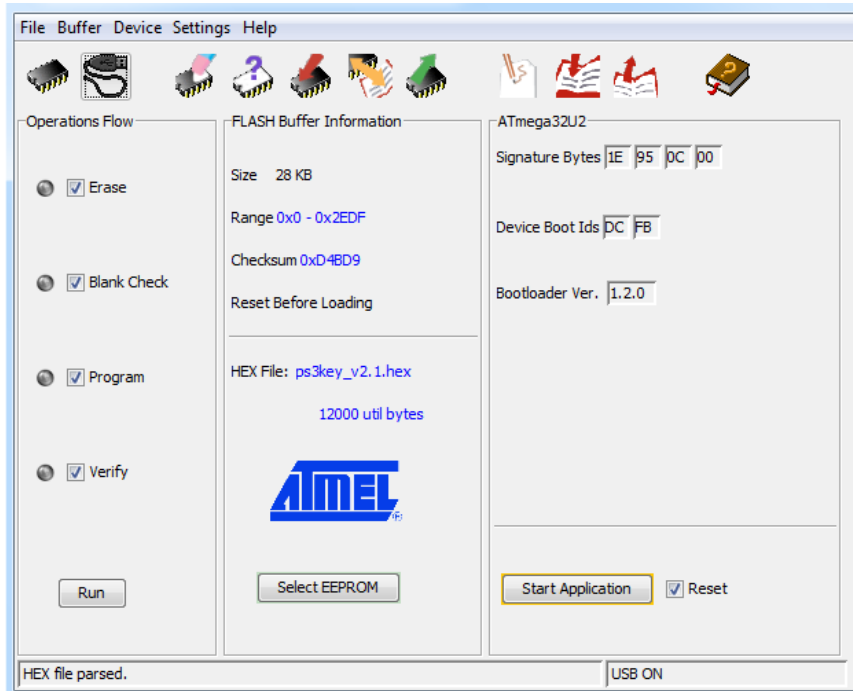 File Buffer Device Settings Help
Operations Flow
Erase
Blank Check
Program
Verify
Run
FLASH Buffer Information
Size 28 KB
Range 0x0 - 0x2EDF
Checksum 0xD4BD9
Reset Before Loading
HEX File: ps3key_v2.1.hex
12000 util bytes
ATMEL
®
Select EEPROM
ATmega32U2
Signature Bytes 1E 95 0C 00
Device Boot Ids DC FB
Bootloader Ver. 1.2.0
Start Application Reset
HEX file parsed. USB ON